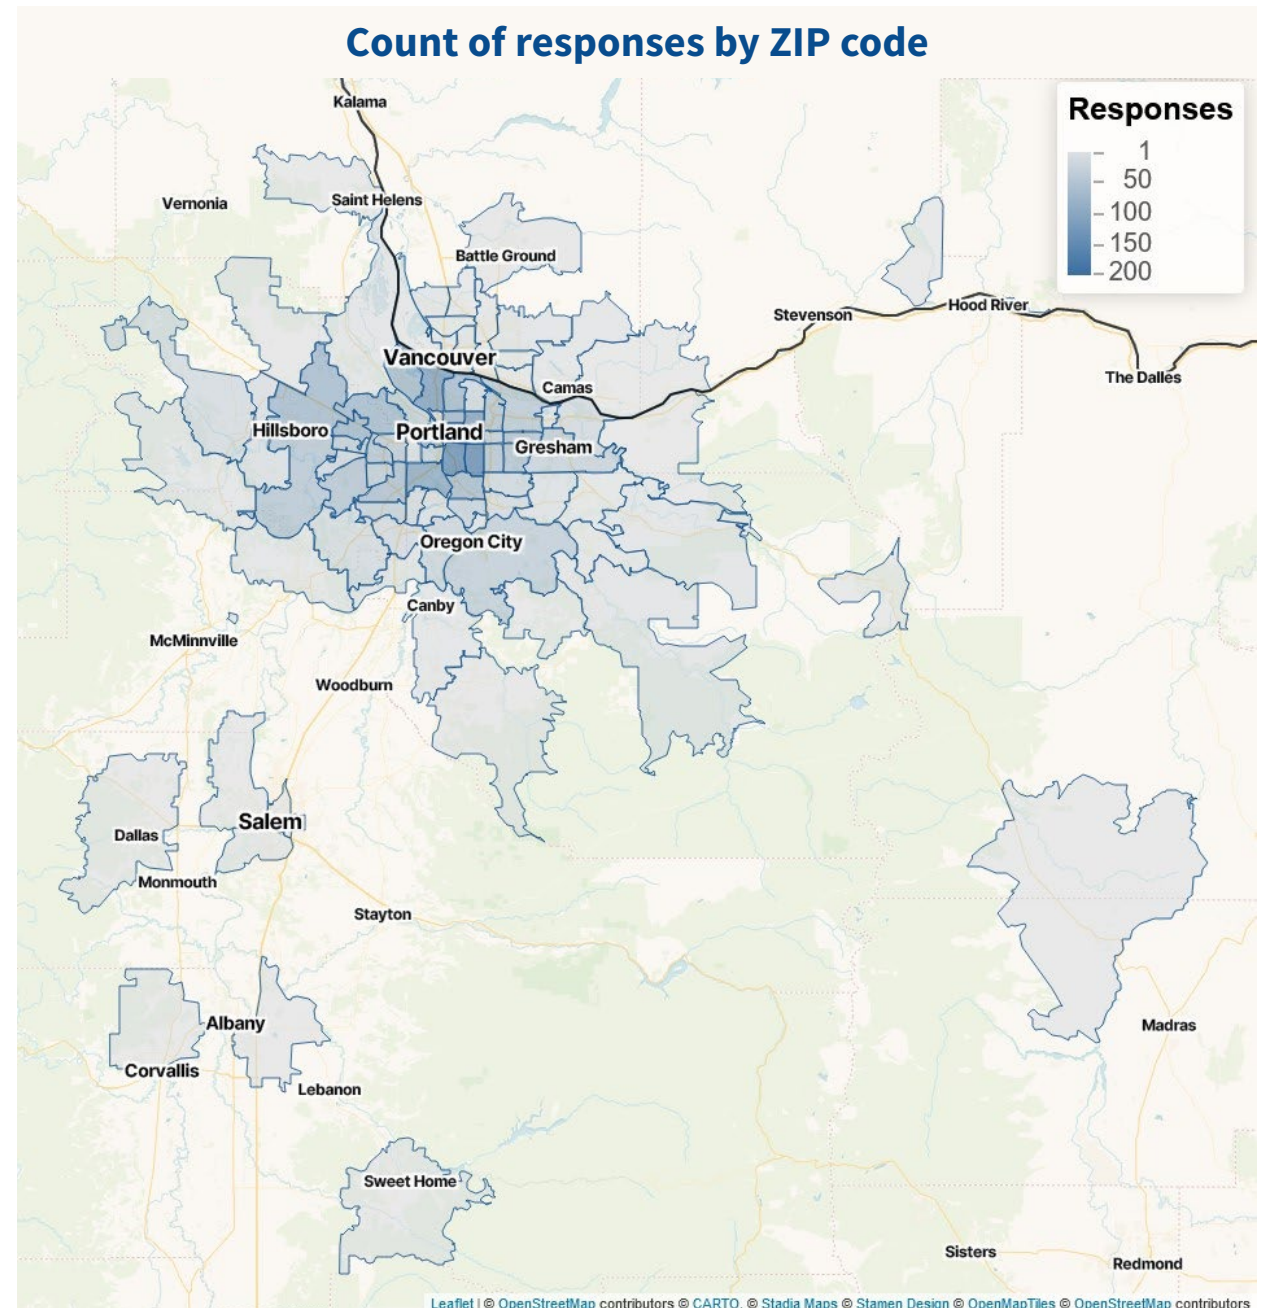 Count of responses by ZIP code
Kalama
Responses
1
50
100
150
200
Vernonia
Saint Helens
Battle Ground
Stevenson
Hood River
Vancouver
The Dalles
Camas
Hillsboro
Portland
Gresham
Oregon City
Canby
McMinnville
Woodburn
Salem
Dallas
Monmouth
Stayton
Albany
Madras
Corvallis
Lebanon
Sweet Home
Sisters
Redmond
Leaflet | © OpenStreetMap contributors © CARTO, © Stadia Maps © Stamen Design © OpenMapTiles © OpenStreetMap contributors